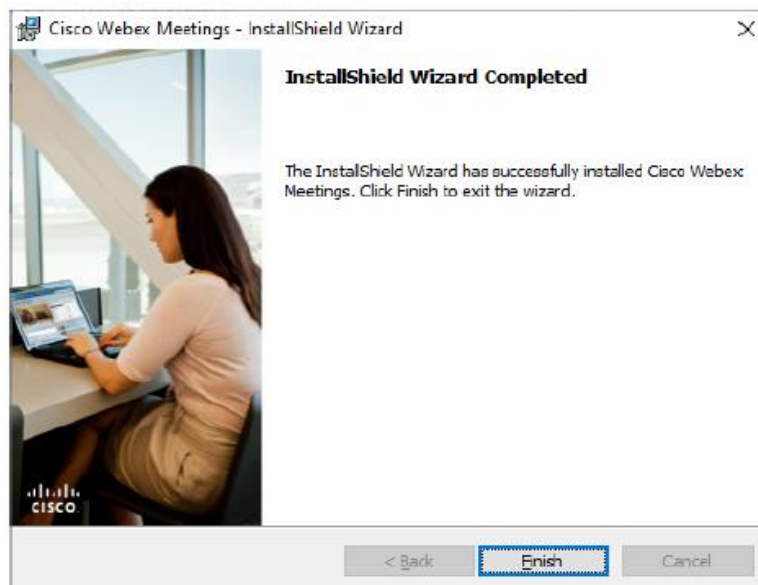 Cisco Webex Meetings - InstallShield Wizard
InstallShield Wizard Completed
The InstallShield Wizard has successfully installed Cisco Webex
Meetings. Click Finish to exit the wizard.
CISCO
< Back Finish Cancel